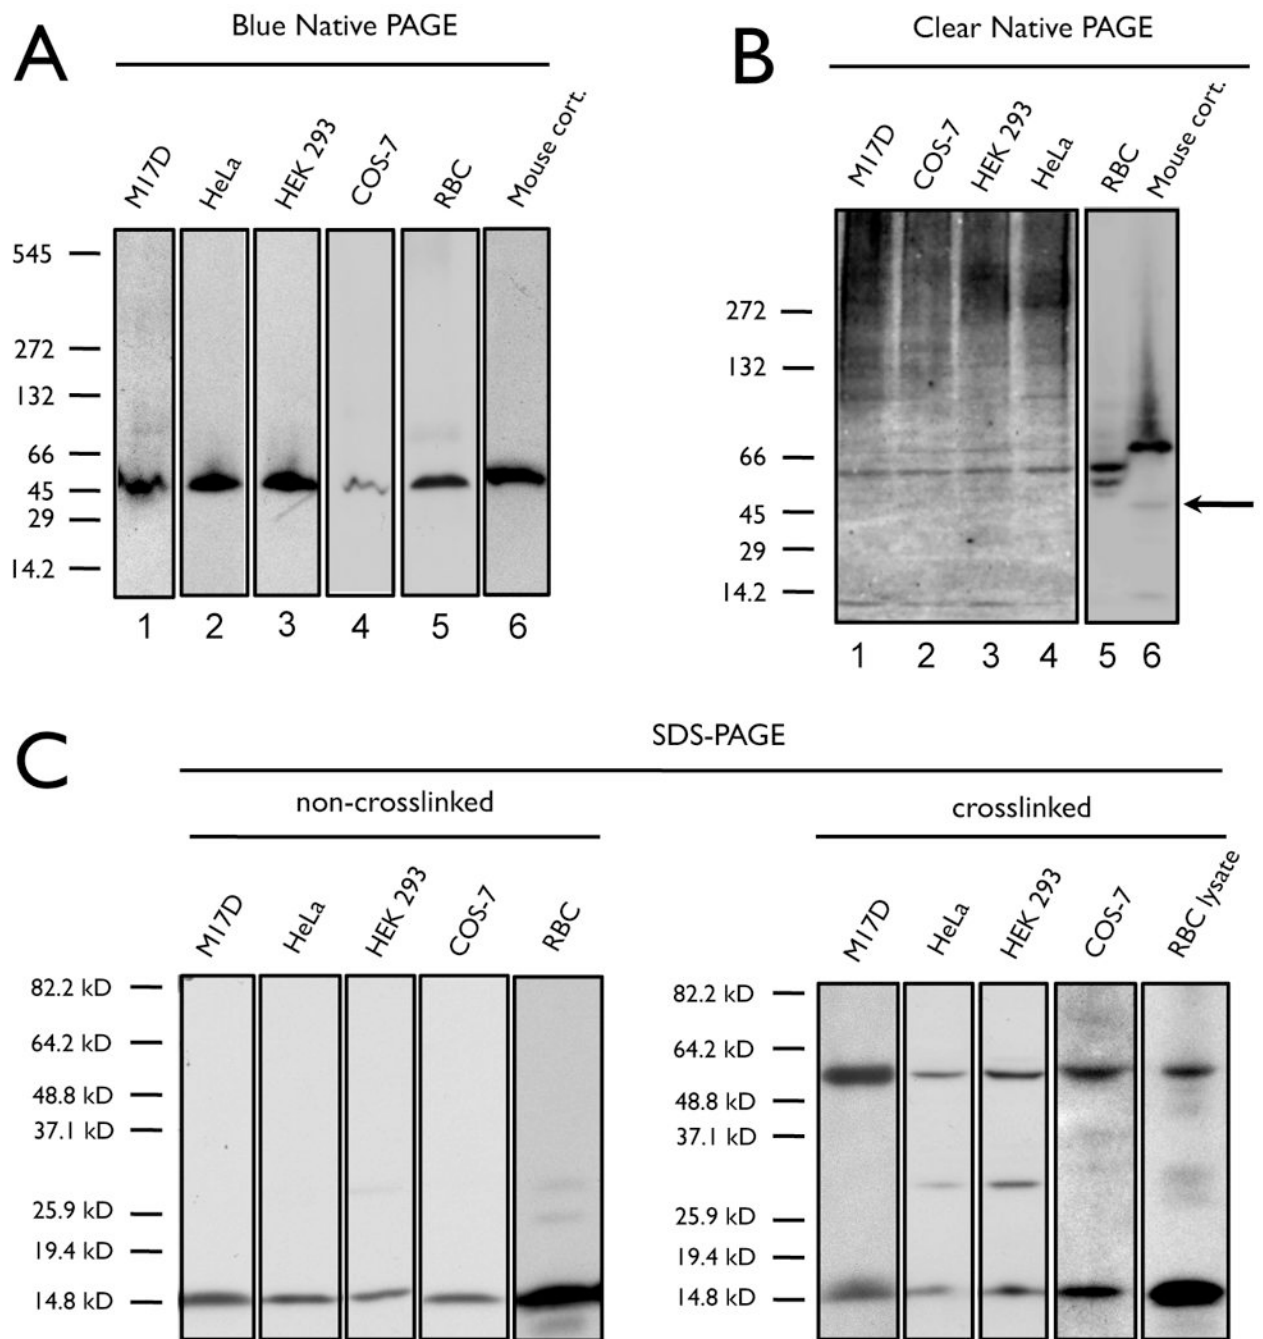 A
Blue Native PAGE
M17D
HeLa
HEK 293
COS-7
RBC
Mouse cort.
545
272
132
66
45
29
14.2
1 2 3 4 5 6
B
Clear Native PAGE
M17D
COS-7
HEK 293
HeLa
RBC
Mouse cort.
272
132
66
45
29
14.2
1 2 3 4 5 6
C
SDS-PAGE
non-crosslinked
M17D
HeLa
HEK 293
COS-7
RBC
82.2 kD
64.2 kD
48.8 kD
37.1 kD
25.9 kD
19.4 kD
14.8 kD
crosslinked
M17D
HeLa
HEK 293
COS-7
RBC lysate
82.2 kD
64.2 kD
48.8 kD
37.1 kD
25.9 kD
19.4 kD
14.8 kD